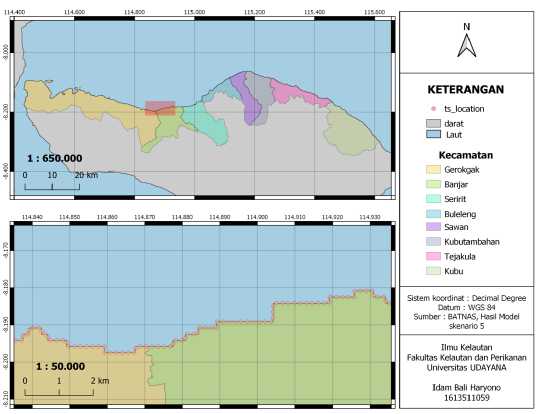 114.400 114.600 114.800 115.000 115.200 115.400 115.600
-8.000
-8.200
-8.400
1 : 650.000
0 10 20 km
114.840 114.850 114.860 114.870 114.880 114.890 114.900 114.910 114.920 114.930
-8.170
-8.180
-8.190
-8.200
-8.210
1 : 50.000
0 1 2 km
N
KETERANGAN
ts_location
darat
Laut
Kecamatan
Gerokgak
Banjar
Seririt
Buleleng
Sawan
Kubutambahan
Tejakula
Kubu
Sistem koordinat : Decimal Degree
Datum : WGS 84
Sumber : BATNAS, Hasil Model
skenario 5
Ilmu Kelautan
Fakultas Kelautan dan Perikanan
Universitas UDAYANA
Idam Bali Haryono
1613511059